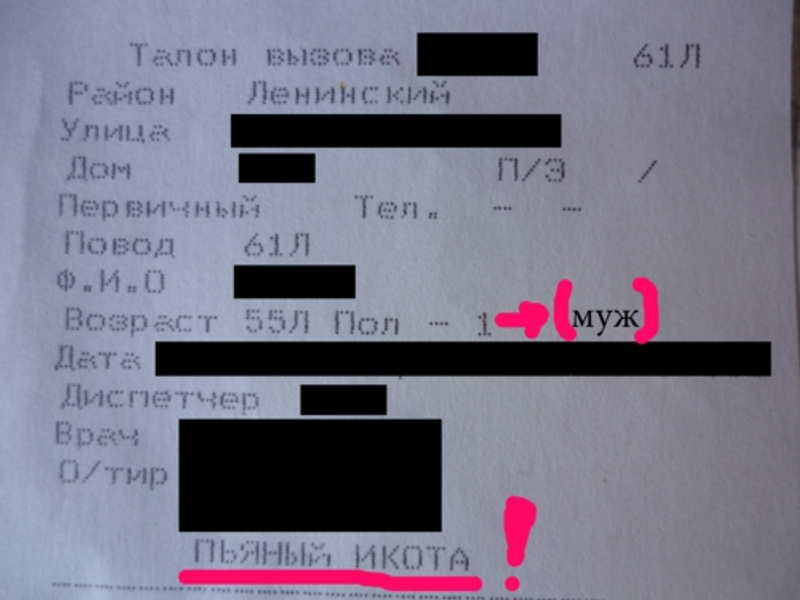 Талон вызова 61Л
Район Ленинский
Улица
Дом П/Э /
Первичный Тел. - -
Повод 61Л
Ф.И.О
Возраст 55Л Пол - 1 → (муж)
Дата
Диспетчер
Врач
О/тир
ПЬЯНЫЙ ИКОТА !